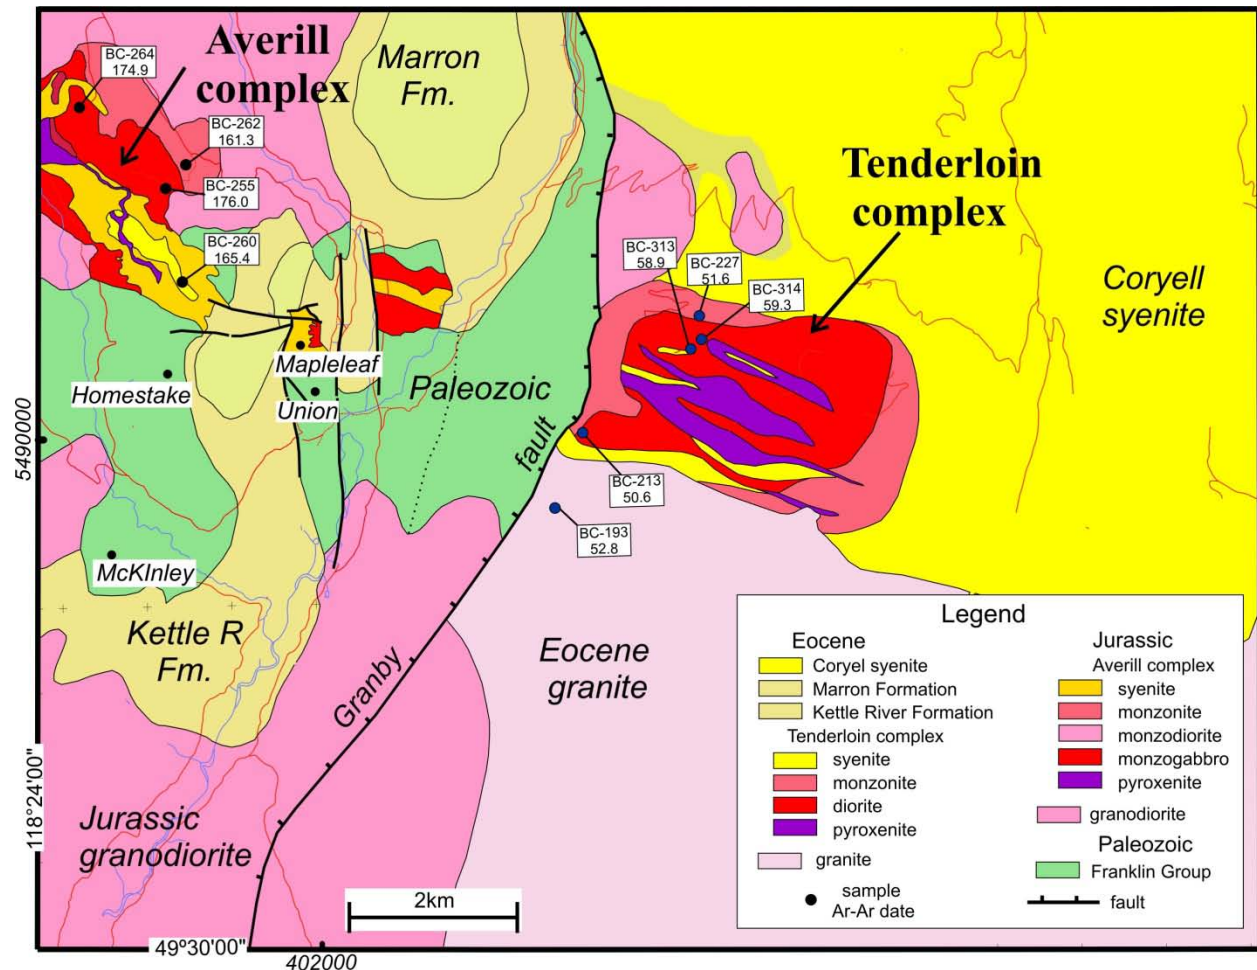 Averill
complex
Marron
Fm.
BC-264
174.9
BC-262
161.3
BC-255
176.0
BC-260
165.4
Tenderloin
complex
BC-313
58.9
BC-227
51.6
BC-314
59.3
Coryell
syenite
Mapleleaf
Homestake
Union
Paleozoic
5490000
fault
BC-213
50.6
BC-193
52.8
McKInley
Kettle R
Fm.
Eocene
granite
Granby
Jurassic
granodiorite
118°24'00"
2km
49º30'00"
402000
Legend
Eocene
Coryel syenite
Marron Formation
Kettle River Formation
Tenderloin complex
syenite
monzonite
diorite
pyroxenite
granite
sample
Ar-Ar date
Jurassic
Averill complex
syenite
monzonite
monzodiorite
monzogabbro
pyroxenite
granodiorite
Paleozoic
Franklin Group
fault